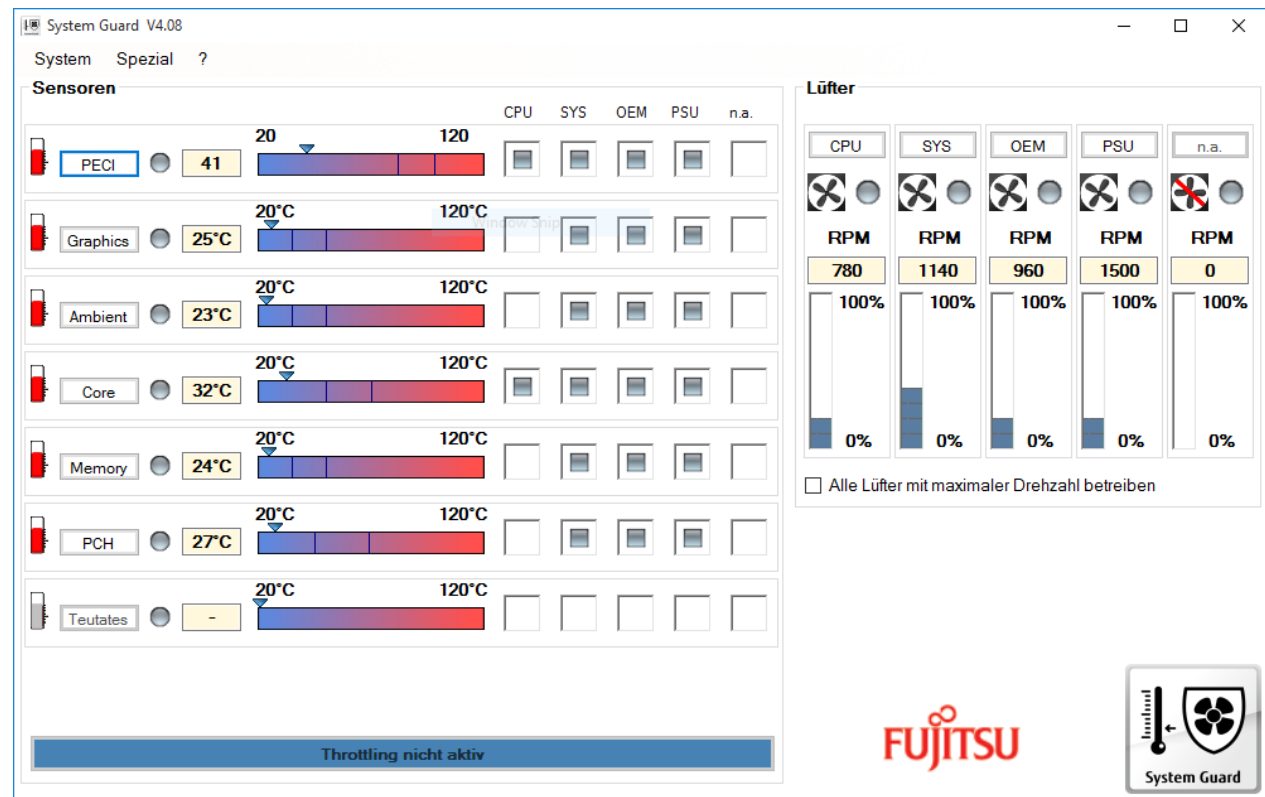 System Guard V4.08
System Spezial ?
Sensoren
CPU SYS OEM PSU n.a.
PECI 41 20 120
Graphics 25°C 20°C 120°C
Window Snip
Ambient 23°C 20°C 120°C
Core 32°C 20°C 120°C
Memory 24°C 20°C 120°C
PCH 27°C 20°C 120°C
Teutates - 20°C 120°C
Throttling nicht aktiv
Lüfter
CPU SYS OEM PSU n.a.
RPM RPM RPM RPM RPM
780 1140 960 1500 0
100% 100% 100% 100% 100%
0% 0% 0% 0% 0%
Alle Lüfter mit maximaler Drehzahl betreiben
FUJITSU
System Guard